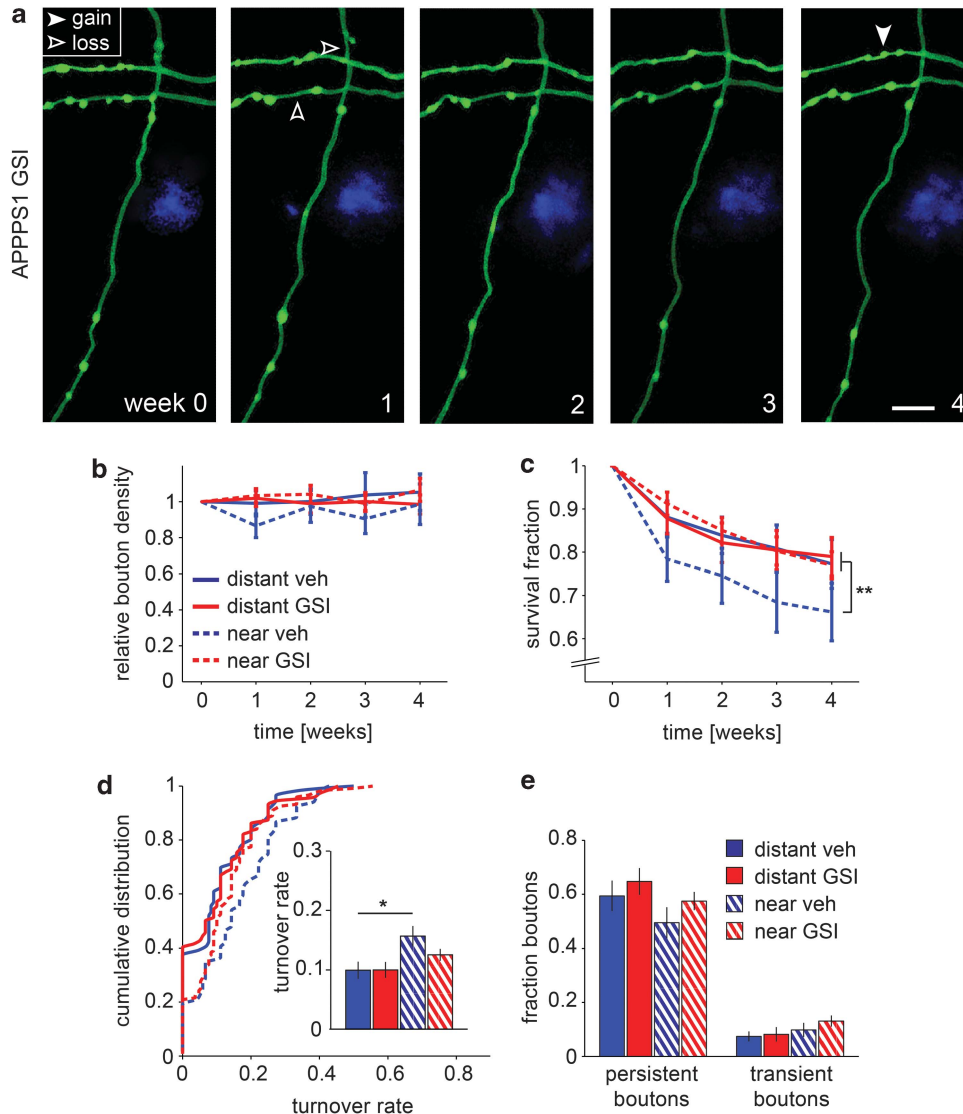 a
gain
loss
APPPS1 GSI
week 0
1
2
3
4
b
relative bouton density
1
0.8
0.6
0.4
0.2
0
distant veh
distant GSI
near veh
near GSI
0 1 2 3 4
time [weeks]
c
survival fraction
1
0.9
0.8
0.7
0.6
**
0 1 2 3 4
time [weeks]
d
cumulative distribution
1
0.8
0.6
0.4
0.2
0
0 0.2 0.4 0.6 0.8
turnover rate
turnover rate
0.3
0.2
0.1
0
*
e
fraction boutons
0.8
0.6
0.4
0.2
0
distant veh
distant GSI
near veh
near GSI
persistent
boutons
transient
boutons